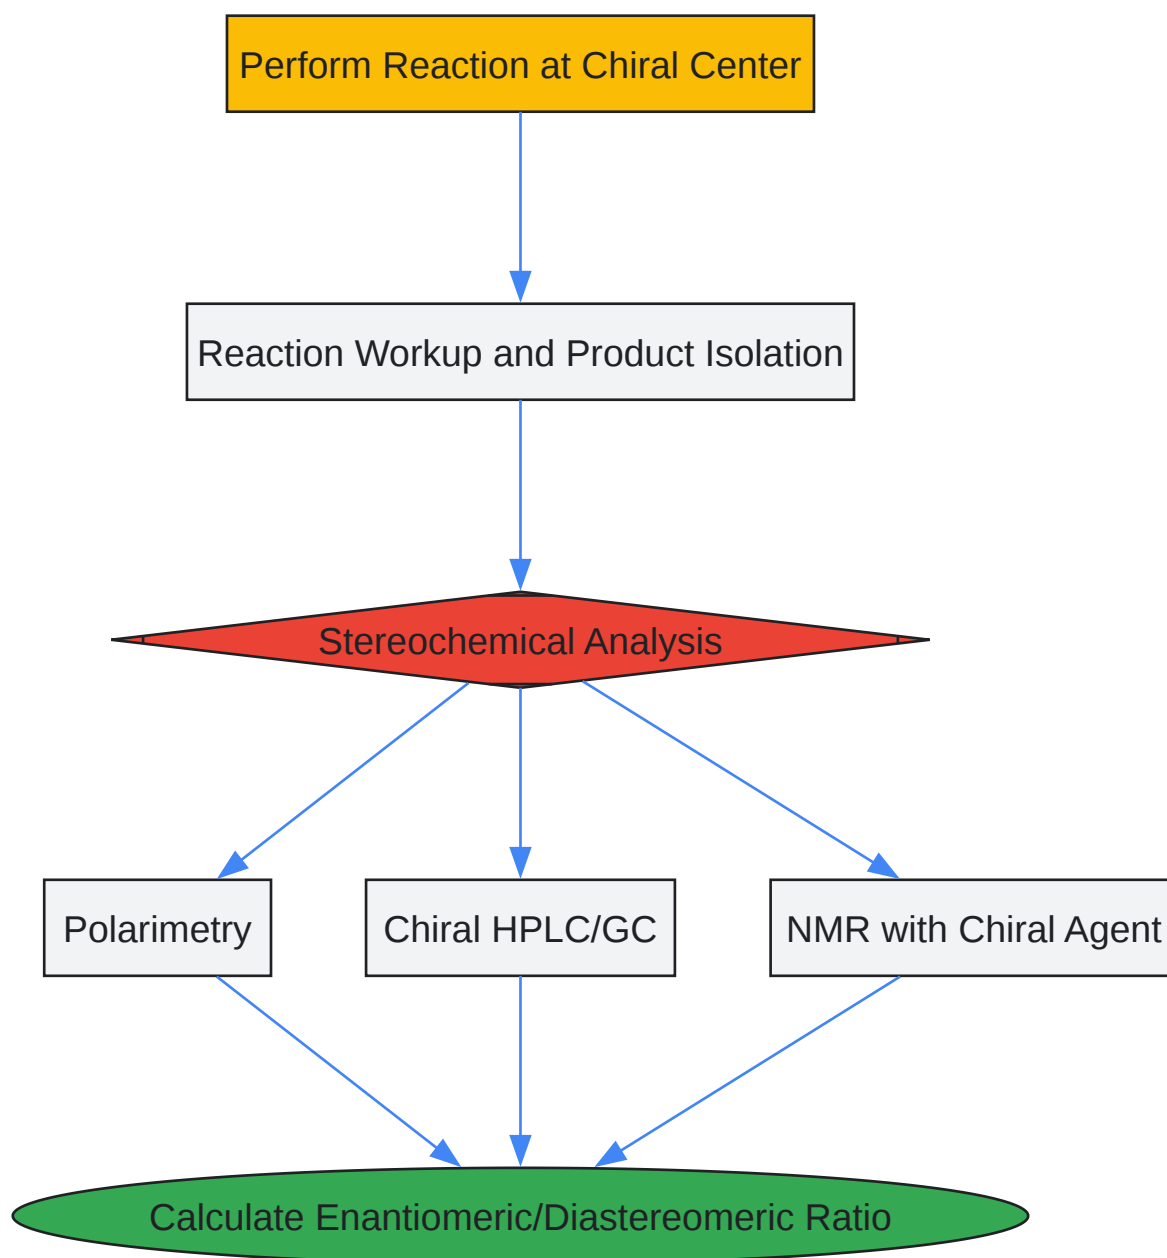 Perform Reaction at Chiral Center
Reaction Workup and Product Isolation
Stereochemical Analysis
Polarimetry
Chiral HPLC/GC
NMR with Chiral Agent
Calculate Enantiomeric/Diastereomeric Ratio